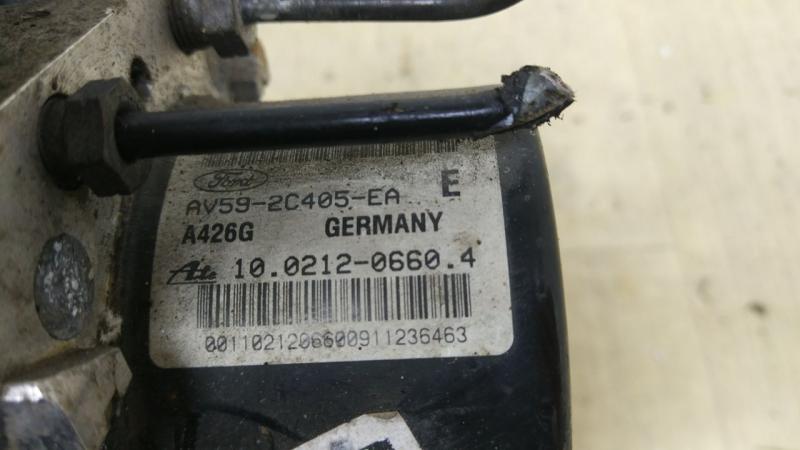 Ford
AV59-2C405-EA E
A426G GERMANY
Ate 10.0212-0660.4
0011021206600911236463